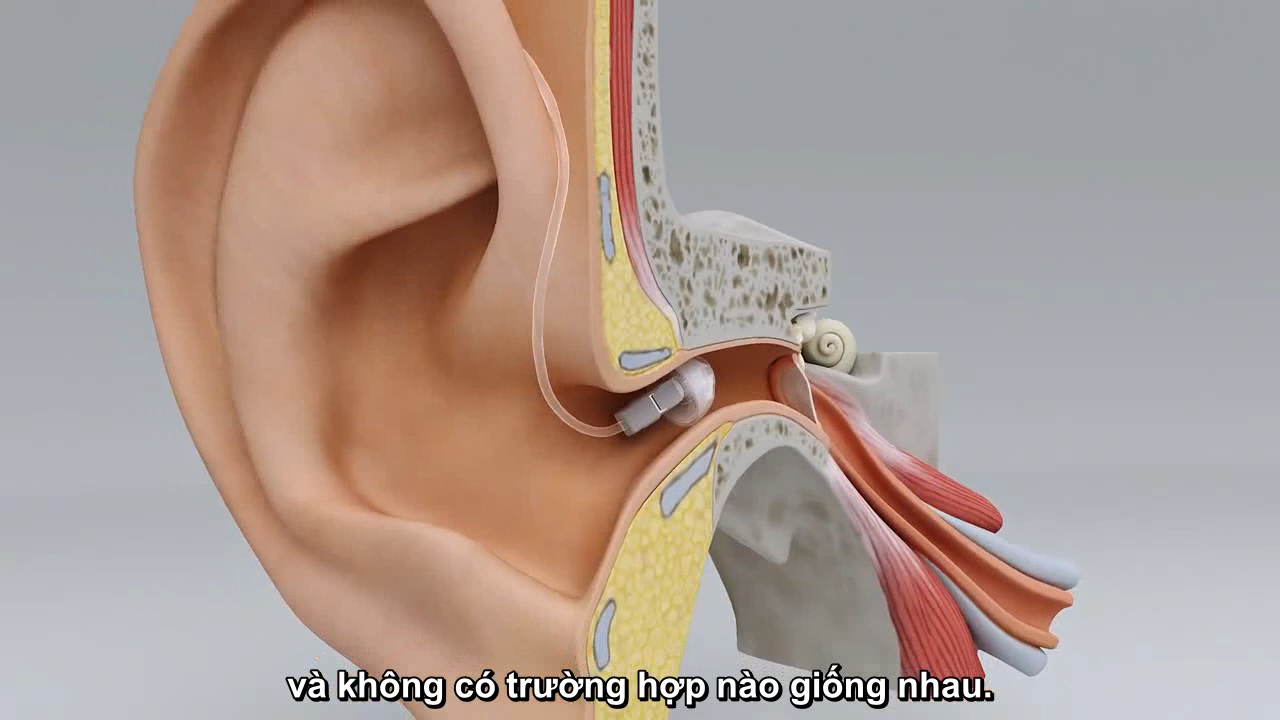 và không có trường hợp nào giống nhau.